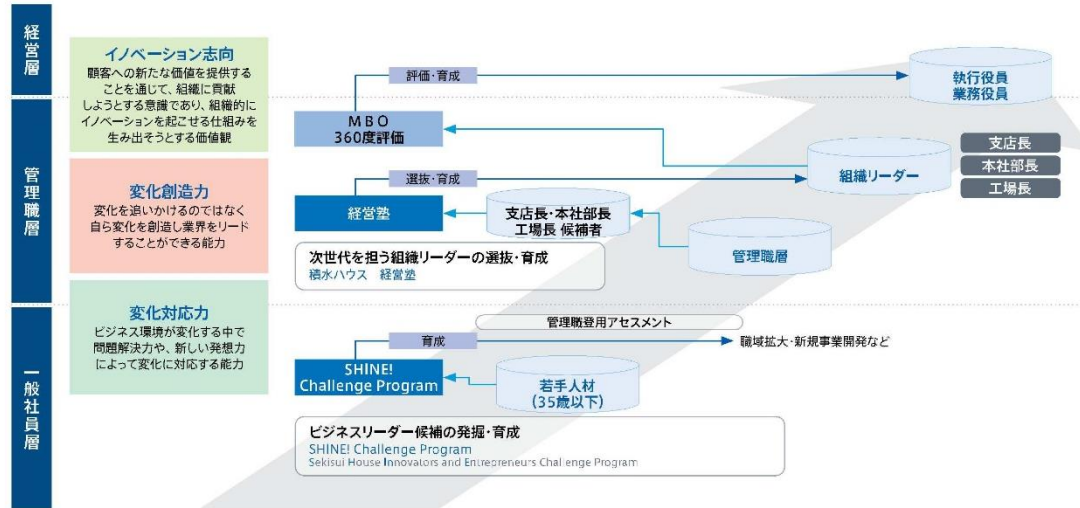 経営層
管理職層
一般社員層
イノベーション志向
顧客への新たな価値を提供する
ことを通じて、組織に貢献
しようとする意識であり、組織的に
イノベーションを起こせる仕組みを
生み出そうとする価値観
変化創造力
変化を追いかけるのではなく
自ら変化を創造し業界をリード
することができる能力
変化対応力
ビジネス環境が変化する中で
問題解決力や、新しい発想力
によって変化に対応する能力
評価・育成
執行役員
業務役員
MBO
360度評価
選抜・育成
組織リーダー
支店長
本社部長
工場長
経営塾
支店長・本社部長
工場長 候補者
管理職層
次世代を担う組織リーダーの選抜・育成
積水ハウス 経営塾
管理職登用アセスメント
育成
職域拡大・新規事業開発など
SHINE!
Challenge Program
若手人材
(35歳以下)
ビジネスリーダー候補の発掘・育成
SHINE! Challenge Program
Sekisui House Innovators and Entrepreneurs Challenge Program